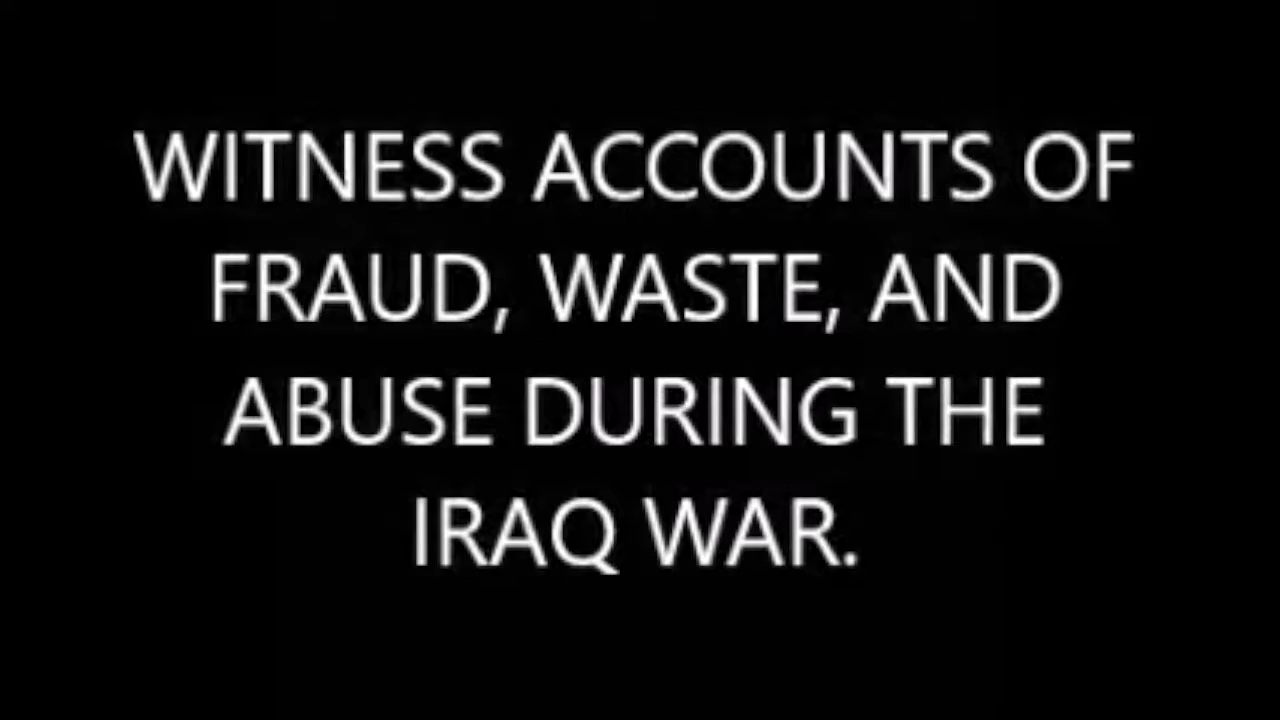 WITNESS ACCOUNTS OF
FRAUD, WASTE, AND
ABUSE DURING THE
IRAQ WAR.